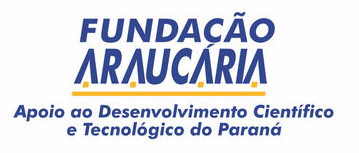 FUNDAÇÃO
ARAUCÁRIA
Apoio ao Desenvolvimento Científico
e Tecnológico do Paraná